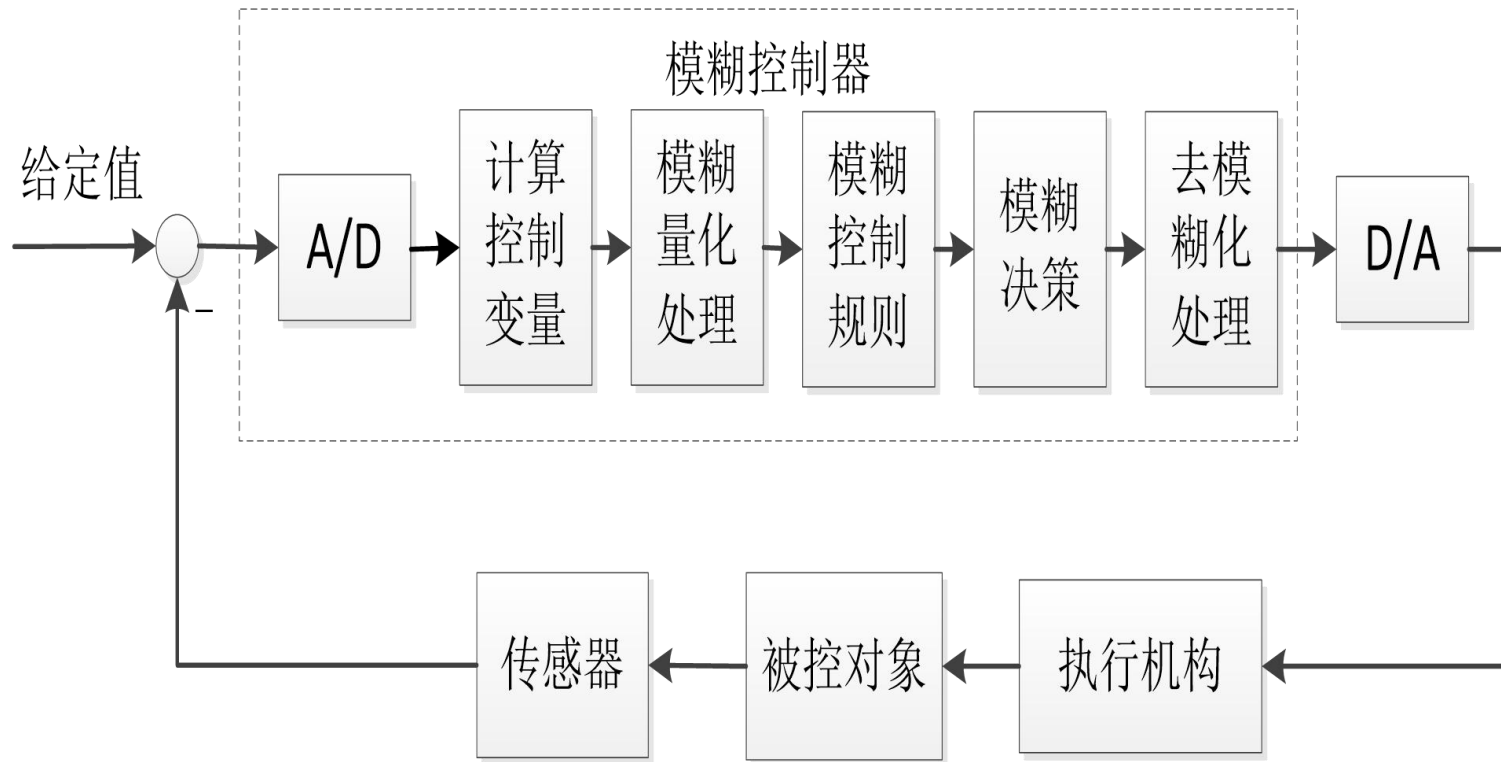 模糊控制器
给定值
A/D
计算
控制
变量
模糊
量化
处理
模糊
控制
规则
模糊
决策
去模
糊化
处理
D/A
−
传感器
被控对象
执行机构